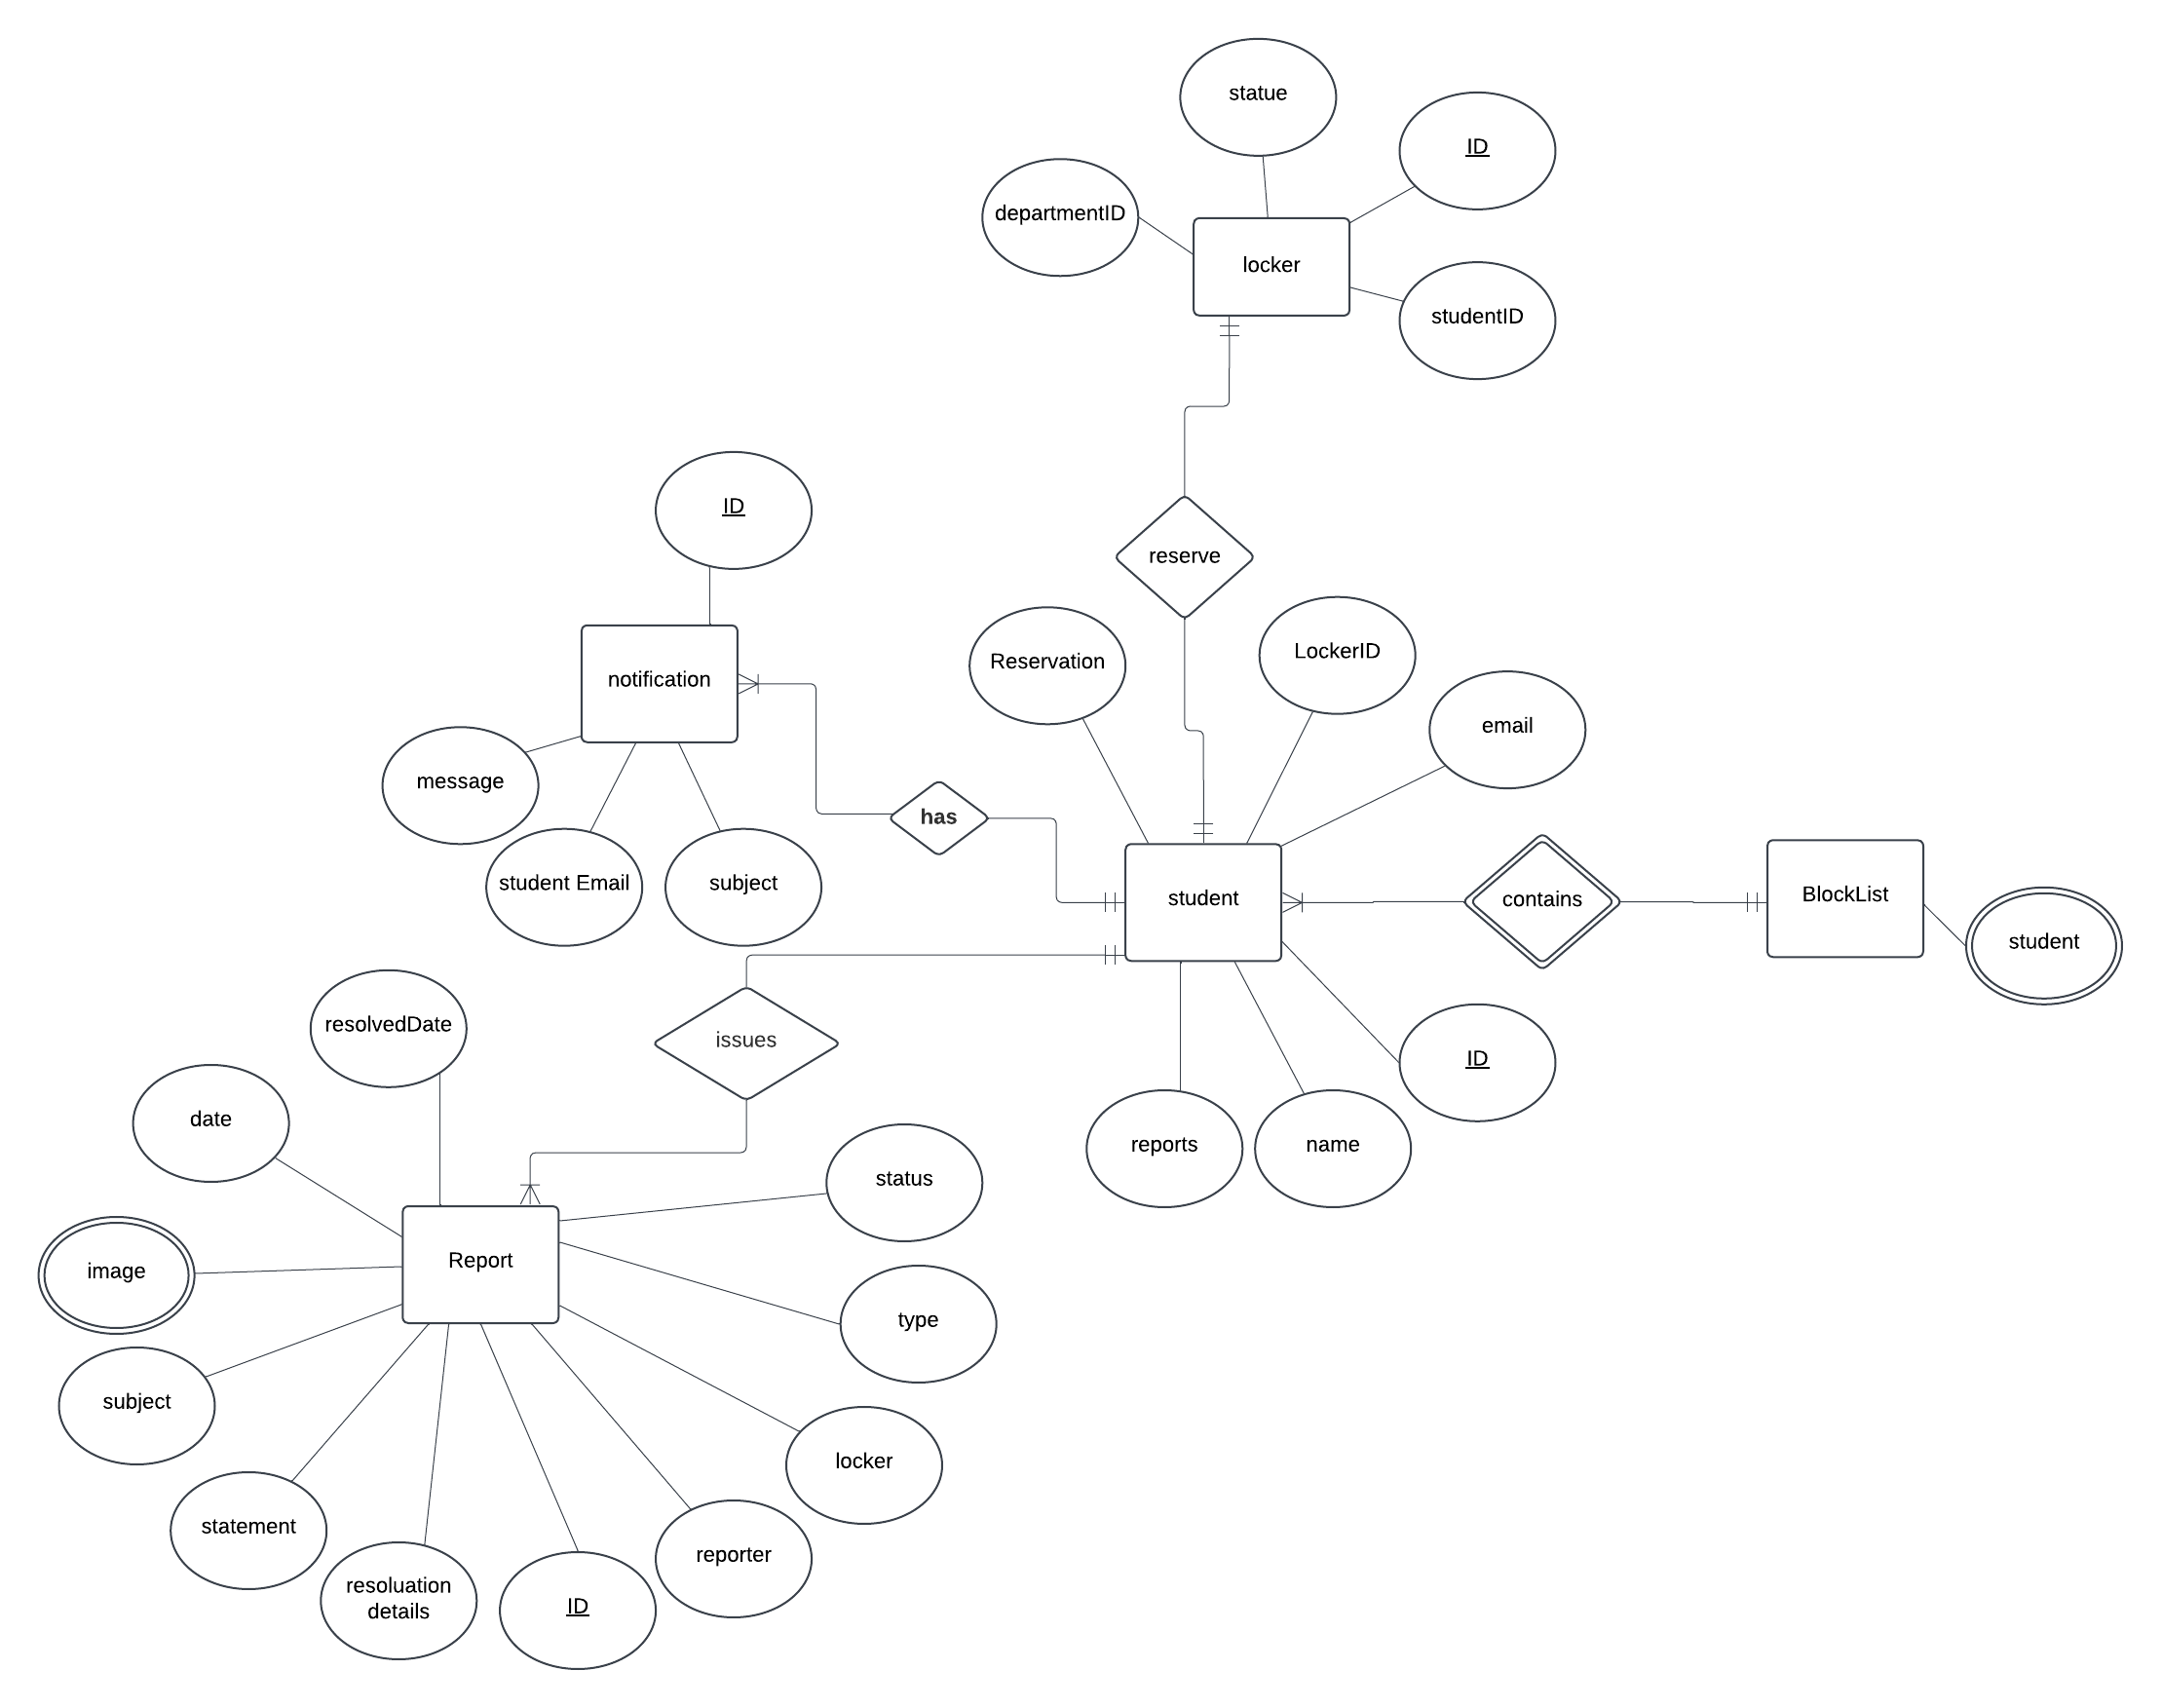 statue
ID
departmentID
locker
studentID
ID
reserve
Reservation
LockerID
notification
email
message
has
student Email
subject
student
contains
BlockList
student
resolvedDate
issues
ID
date
reports
name
status
image
Report
type
subject
locker
statement
reporter
resoluation
details
ID